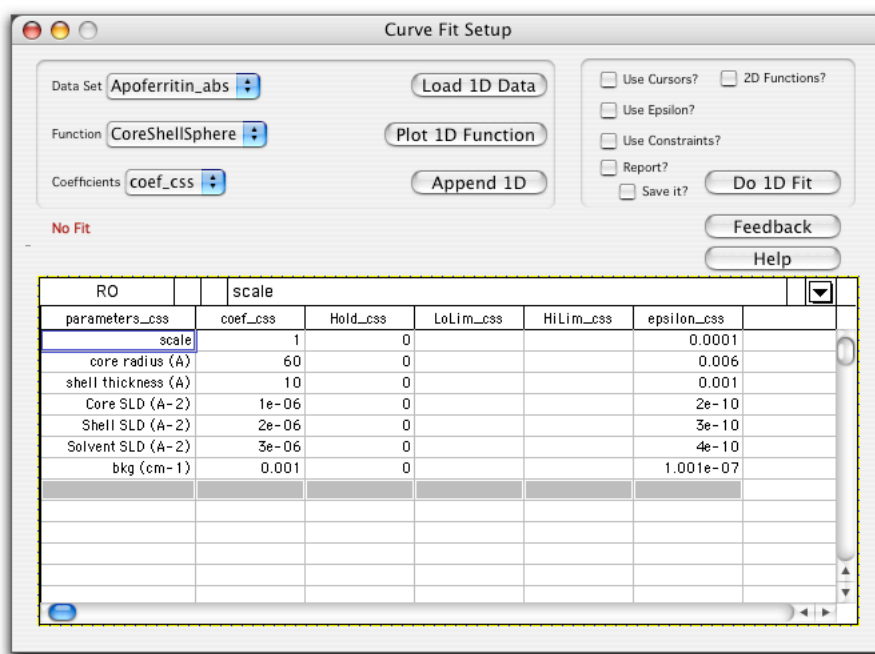 Curve Fit Setup
Data Set Apoferritin_abs Load 1D Data
Use Cursors? 2D Functions?
Use Epsilon?
Function CoreShellSphere Plot 1D Function
Use Constraints?
Report?
Coefficients coef_css Append 1D
Save it? Do 1D Fit
No Fit Feedback
Help
R0 scale
parameters_css coef_css Hold_css LoLim_css HiLim_css epsilon_css
scale 1 0 0.0001
core radius (A) 60 0 0.006
shell thickness (A) 10 0 0.001
Core SLD (A-2) 1e-06 0 2e-10
Shell SLD (A-2) 2e-06 0 3e-10
Solvent SLD (A-2) 3e-06 0 4e-10
bkg (cm-1) 0.001 0 1.001e-07